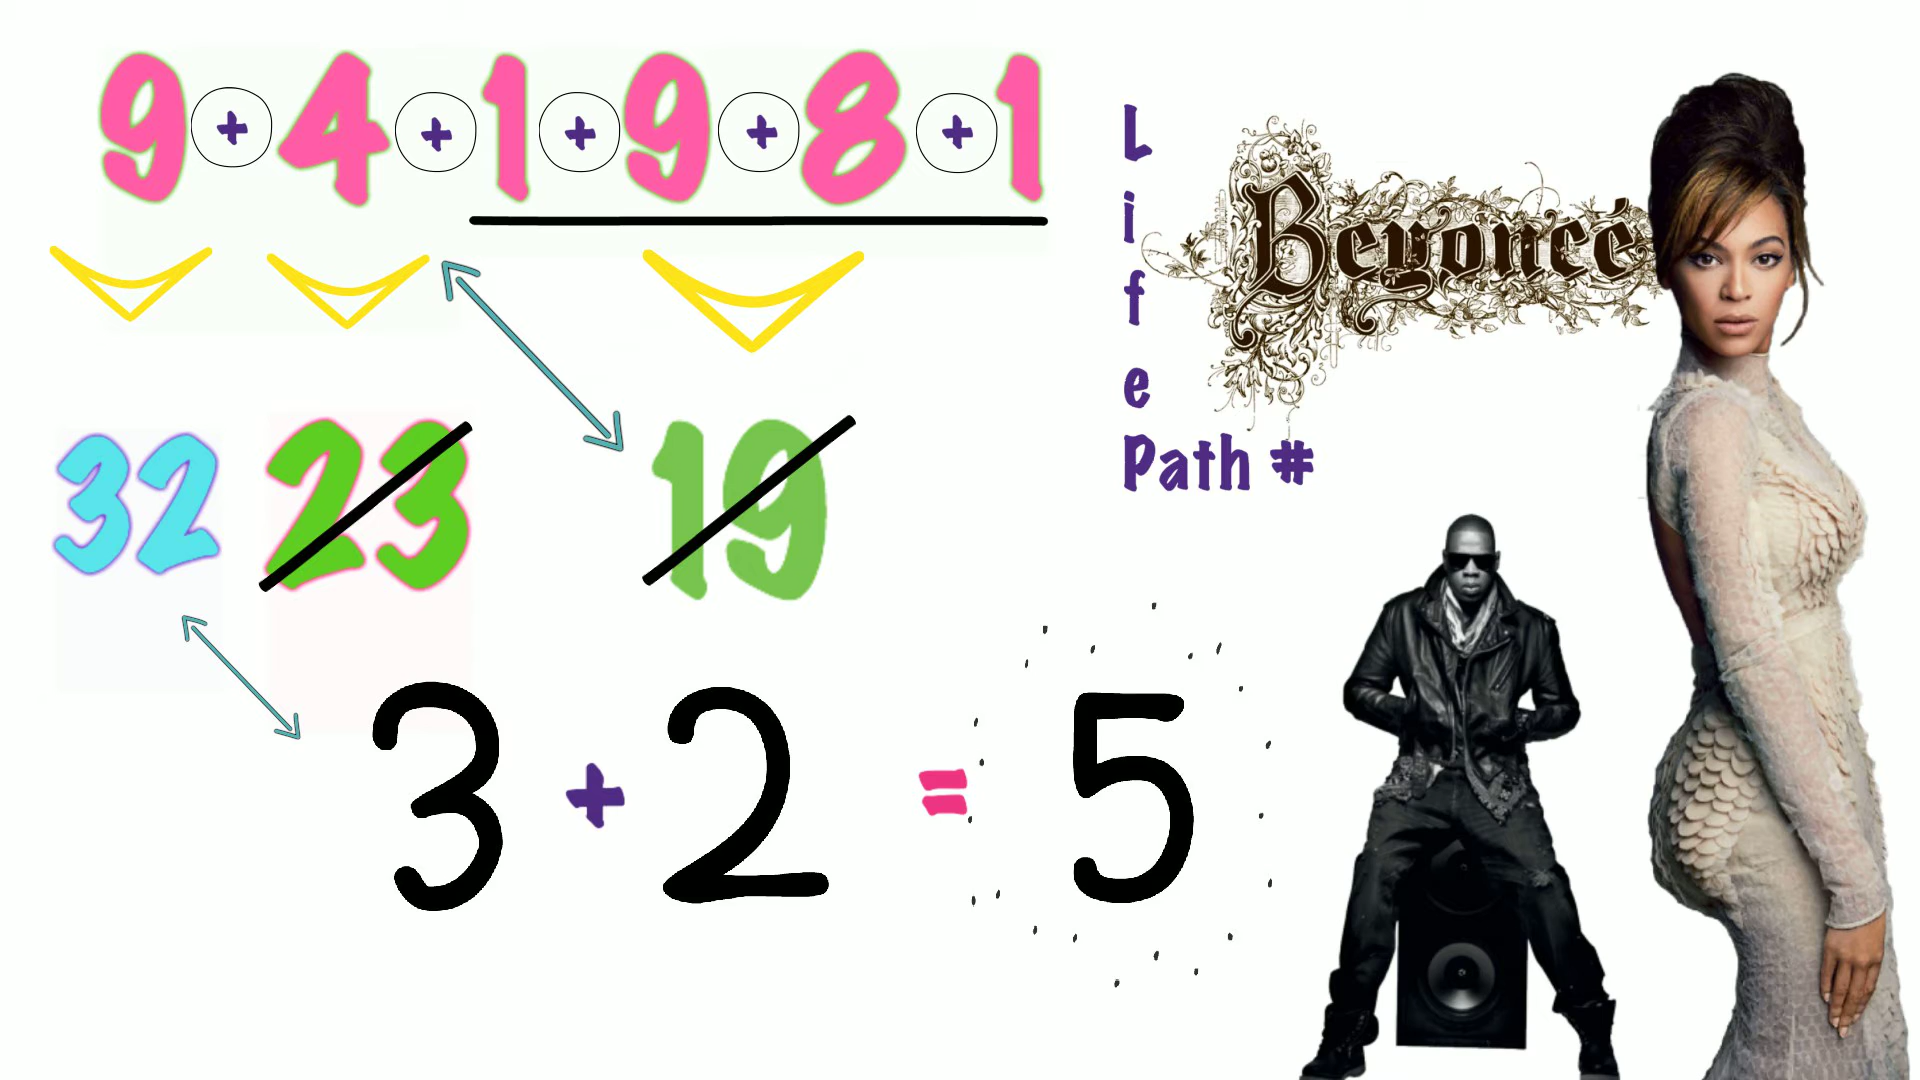 9+4+1+9+8+1
L
i
f
e
Path #
Beyoncé
32 23 19
3 + 2 = 5